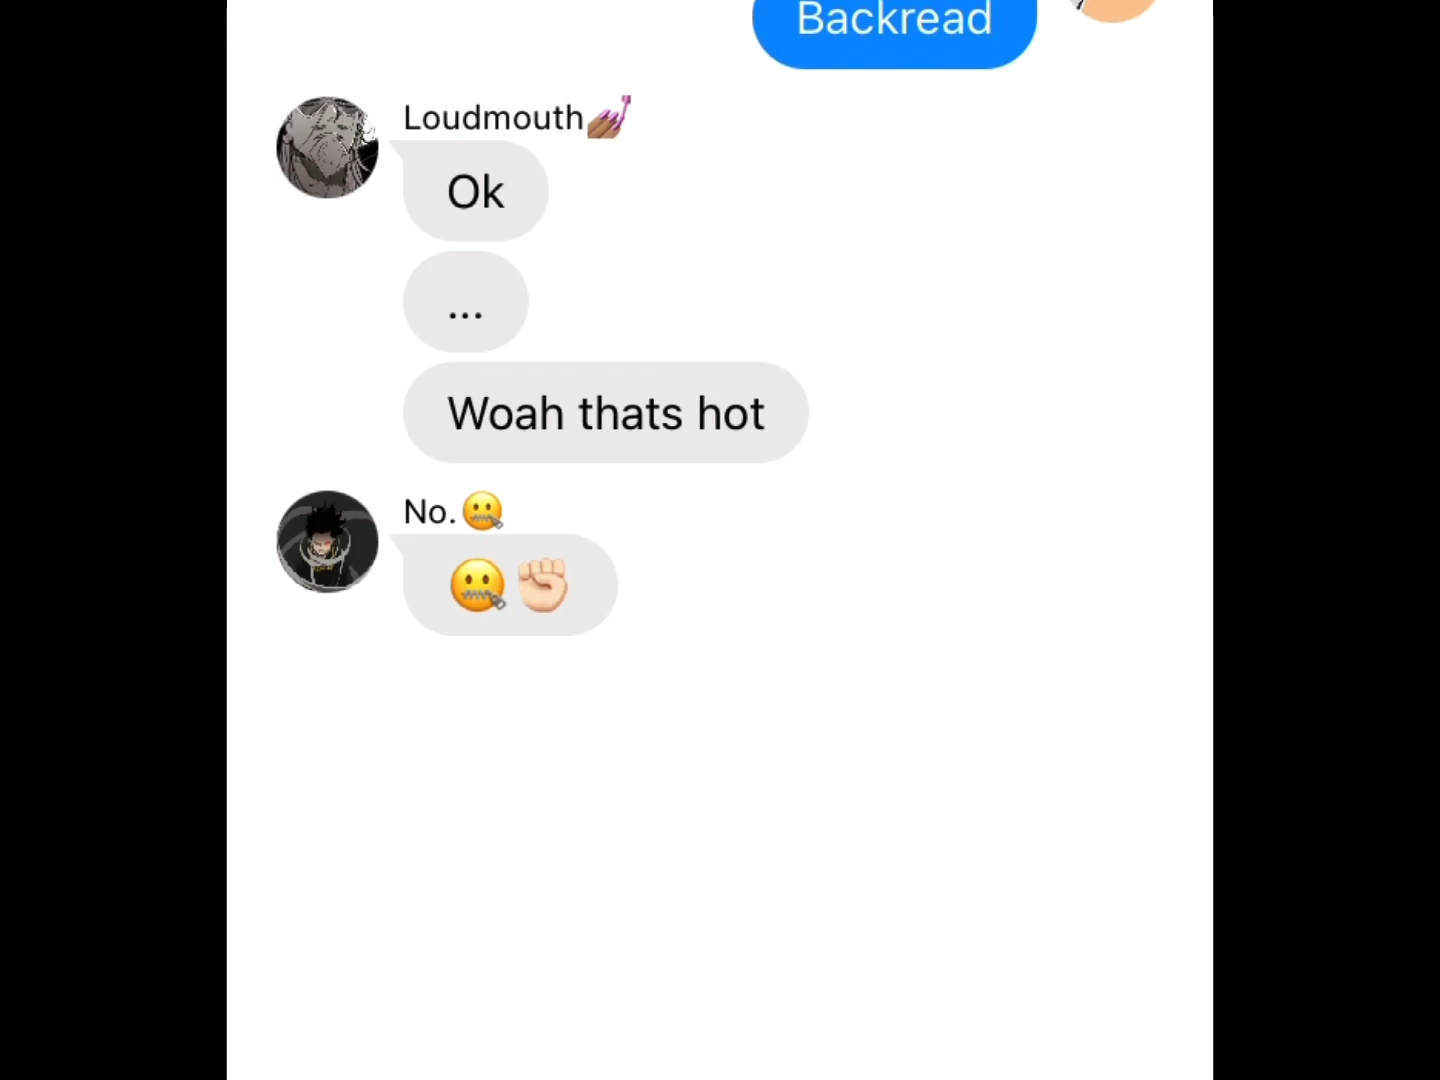 Backread
Loudmouth💅🏾
Ok
...
Woah thats hot
No.🤐
🤐✊🏻